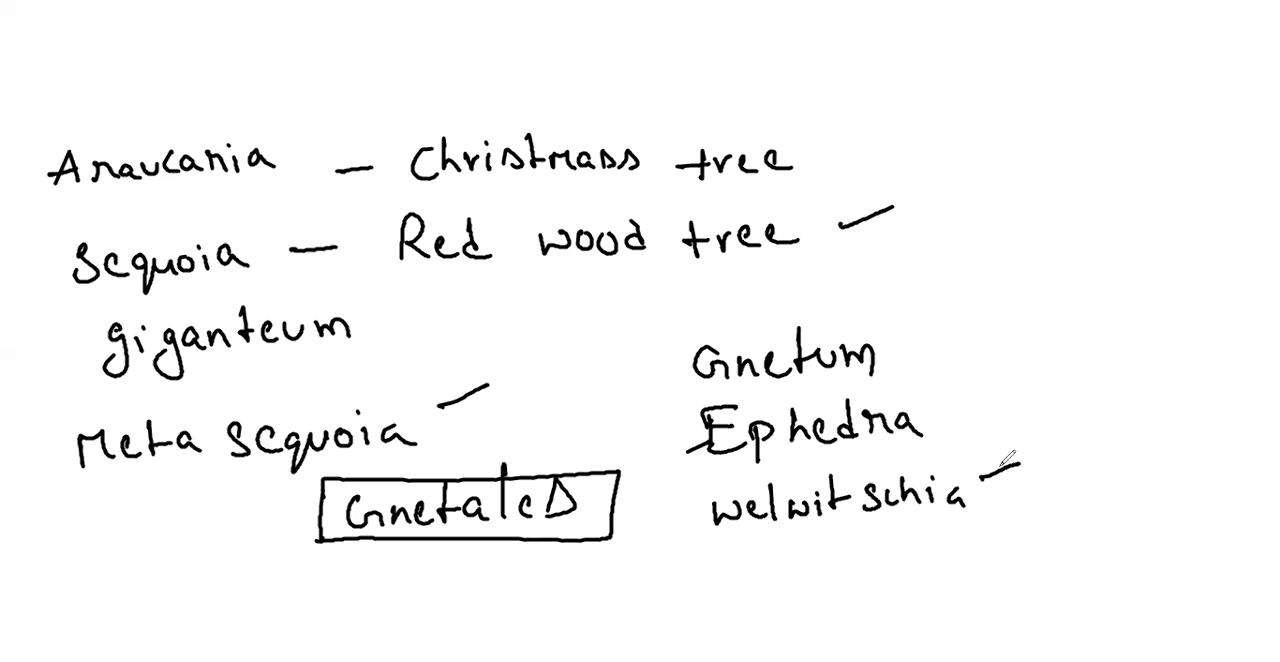 Araucaria – Christmass tree
Sequoia – Red wood tree
giganteum
Gnetum
Meta sequoia
Ephedra
Gnetales
welwitschia